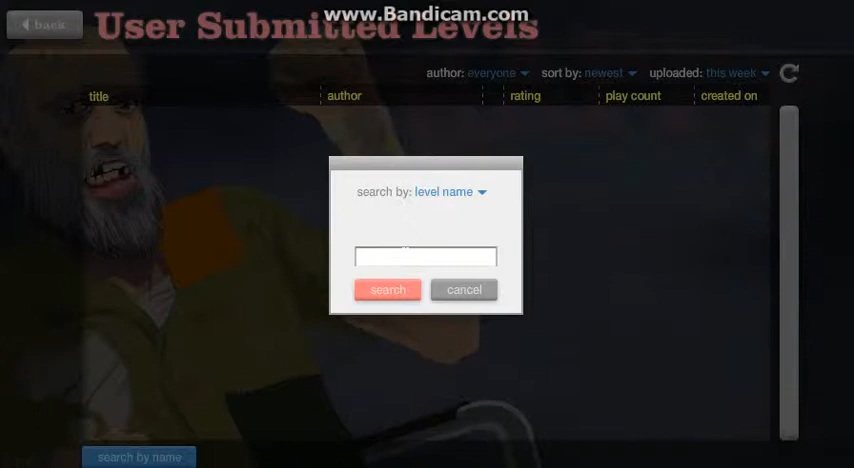 www.Bandicam.com
back
User Submitted Levels
author: everyone sort by: newest uploaded: this week
title author rating play count created on
search by: level name
search cancel
search by name